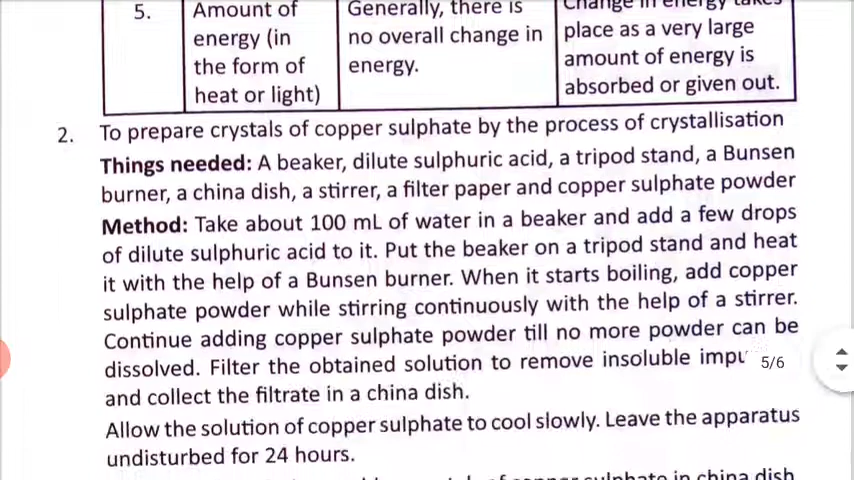 5.
Amount of
energy (in
the form of
heat or light)
Generally, there is
no overall change in
energy.
Change in energy takes
place as a very large
amount of energy is
absorbed or given out.
2. To prepare crystals of copper sulphate by the process of crystallisation
Things needed: A beaker, dilute sulphuric acid, a tripod stand, a Bunsen
burner, a china dish, a stirrer, a filter paper and copper sulphate powder
Method: Take about 100 mL of water in a beaker and add a few drops
of dilute sulphuric acid to it. Put the beaker on a tripod stand and heat
it with the help of a Bunsen burner. When it starts boiling, add copper
sulphate powder while stirring continuously with the help of a stirrer.
Continue adding copper sulphate powder till no more powder can be
dissolved. Filter the obtained solution to remove insoluble impu
5/6
and collect the filtrate in a china dish.
Allow the solution of copper sulphate to cool slowly. Leave the apparatus
undisturbed for 24 hours.
of copper sulphate in china dish